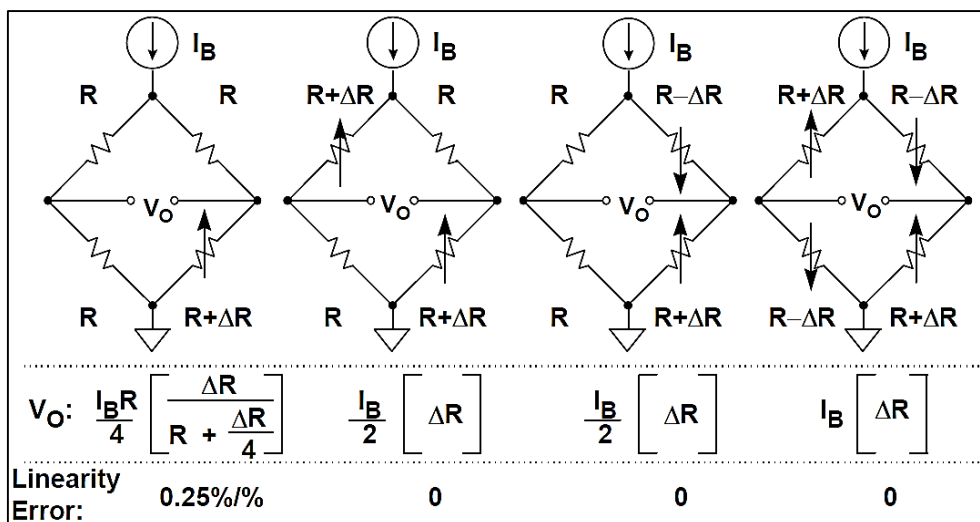 I_B I_B I_B I_B
R R R+ΔR R R R−ΔR R+ΔR R−ΔR
V_O V_O V_O V_O
R R+ΔR R R+ΔR R R+ΔR R−ΔR R+ΔR
V_O: I_B R/4 [ΔR/(R + ΔR/4)] I_B/2 [ΔR] I_B/2 [ΔR] I_B [ΔR]
Linearity
Error: 0.25%/% 0 0 0